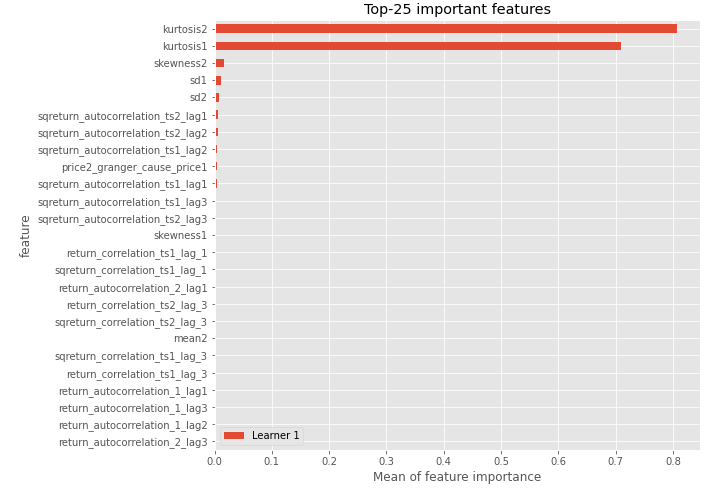 Top-25 important features
kurtosis2
kurtosis1
skewness2
sd1
sd2
sqreturn_autocorrelation_ts2_lag1
sqreturn_autocorrelation_ts2_lag2
sqreturn_autocorrelation_ts1_lag2
price2_granger_cause_price1
sqreturn_autocorrelation_ts1_lag1
sqreturn_autocorrelation_ts1_lag3
sqreturn_autocorrelation_ts2_lag3
skewness1
return_correlation_ts1_lag_1
sqreturn_correlation_ts1_lag_1
return_autocorrelation_2_lag1
return_correlation_ts2_lag_3
sqreturn_correlation_ts2_lag_3
mean2
sqreturn_correlation_ts1_lag_3
return_correlation_ts1_lag_3
return_autocorrelation_1_lag1
return_autocorrelation_1_lag3
return_autocorrelation_1_lag2
return_autocorrelation_2_lag3
feature
Learner 1
0.0 0.1 0.2 0.3 0.4 0.5 0.6 0.7 0.8
Mean of feature importance